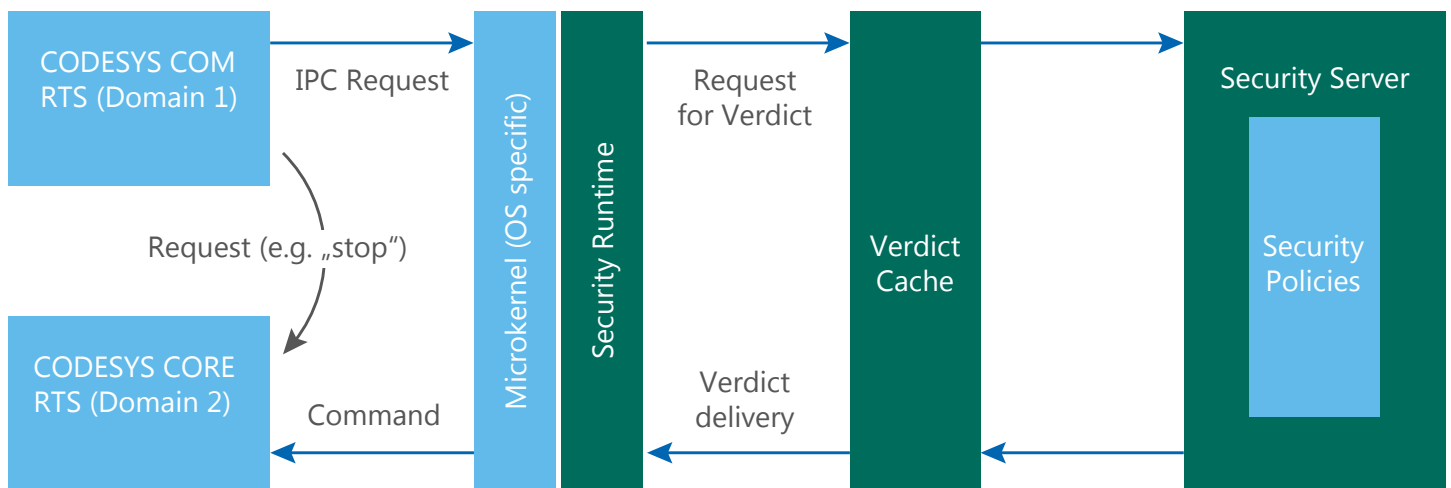 CODESYS COM
RTS (Domain 1)
IPC Request
Request (e.g. „stop“)
CODESYS CORE
RTS (Domain 2)
Command
Microkernel (OS specific)
Security Runtime
Request
for Verdict
Verdict
delivery
Verdict
Cache
Security Server
Security
Policies